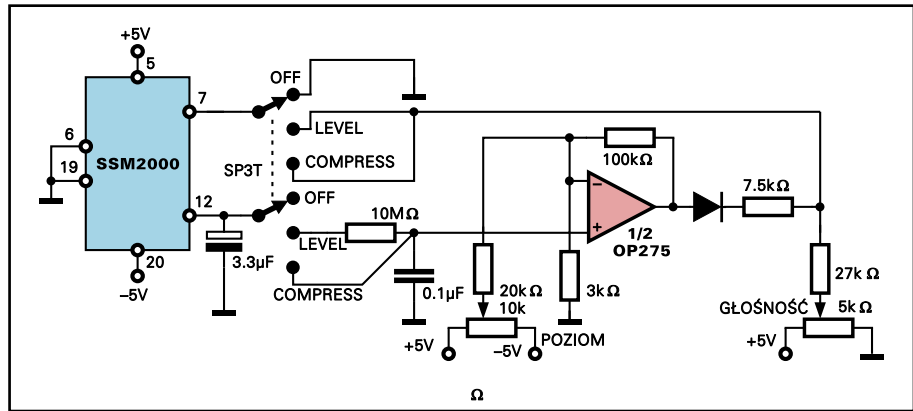 +5V
5
OFF
7
LEVEL
6
SSM2000
COMPRESS
100kΩ
19
SP3T
OFF
7.5kΩ
12
10MΩ
1/2
OP275
LEVEL
20
3.3µF
COMPRESS
0.1µF
20kΩ
10k
3kΩ
27k Ω
–5V
GŁOŚNOŚĆ
5kΩ
+5V
–5V
POZIOM
+5V
Ω